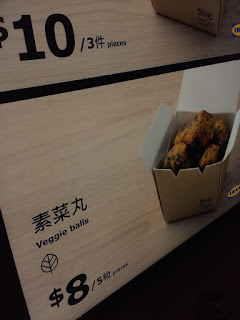 $10/3件 pieces
素菜丸
Veggie balls
$8/5粒 pieces